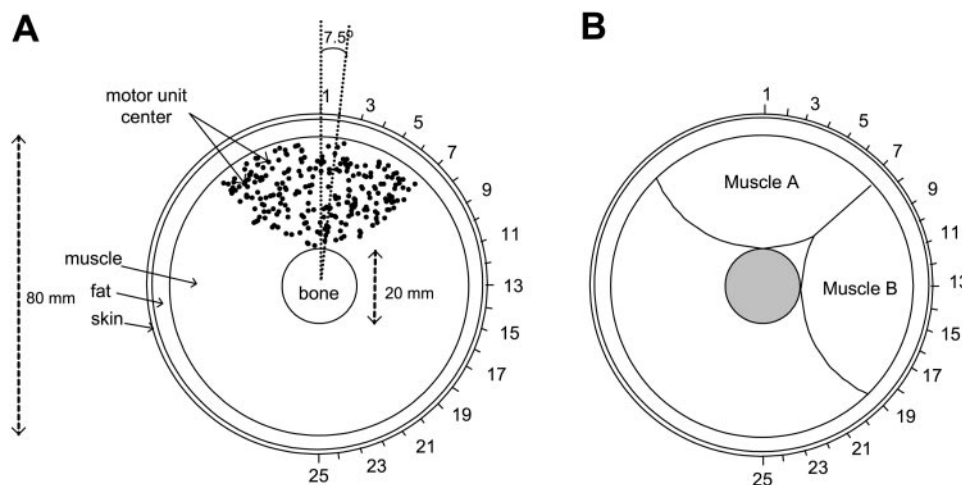 A
7.5º
1
3
5
7
9
11
13
15
17
19
21
23
25
motor unit
center
muscle
fat
skin
80 mm
bone
20 mm
B
1
3
5
7
9
11
13
15
17
19
21
23
25
Muscle A
Muscle B